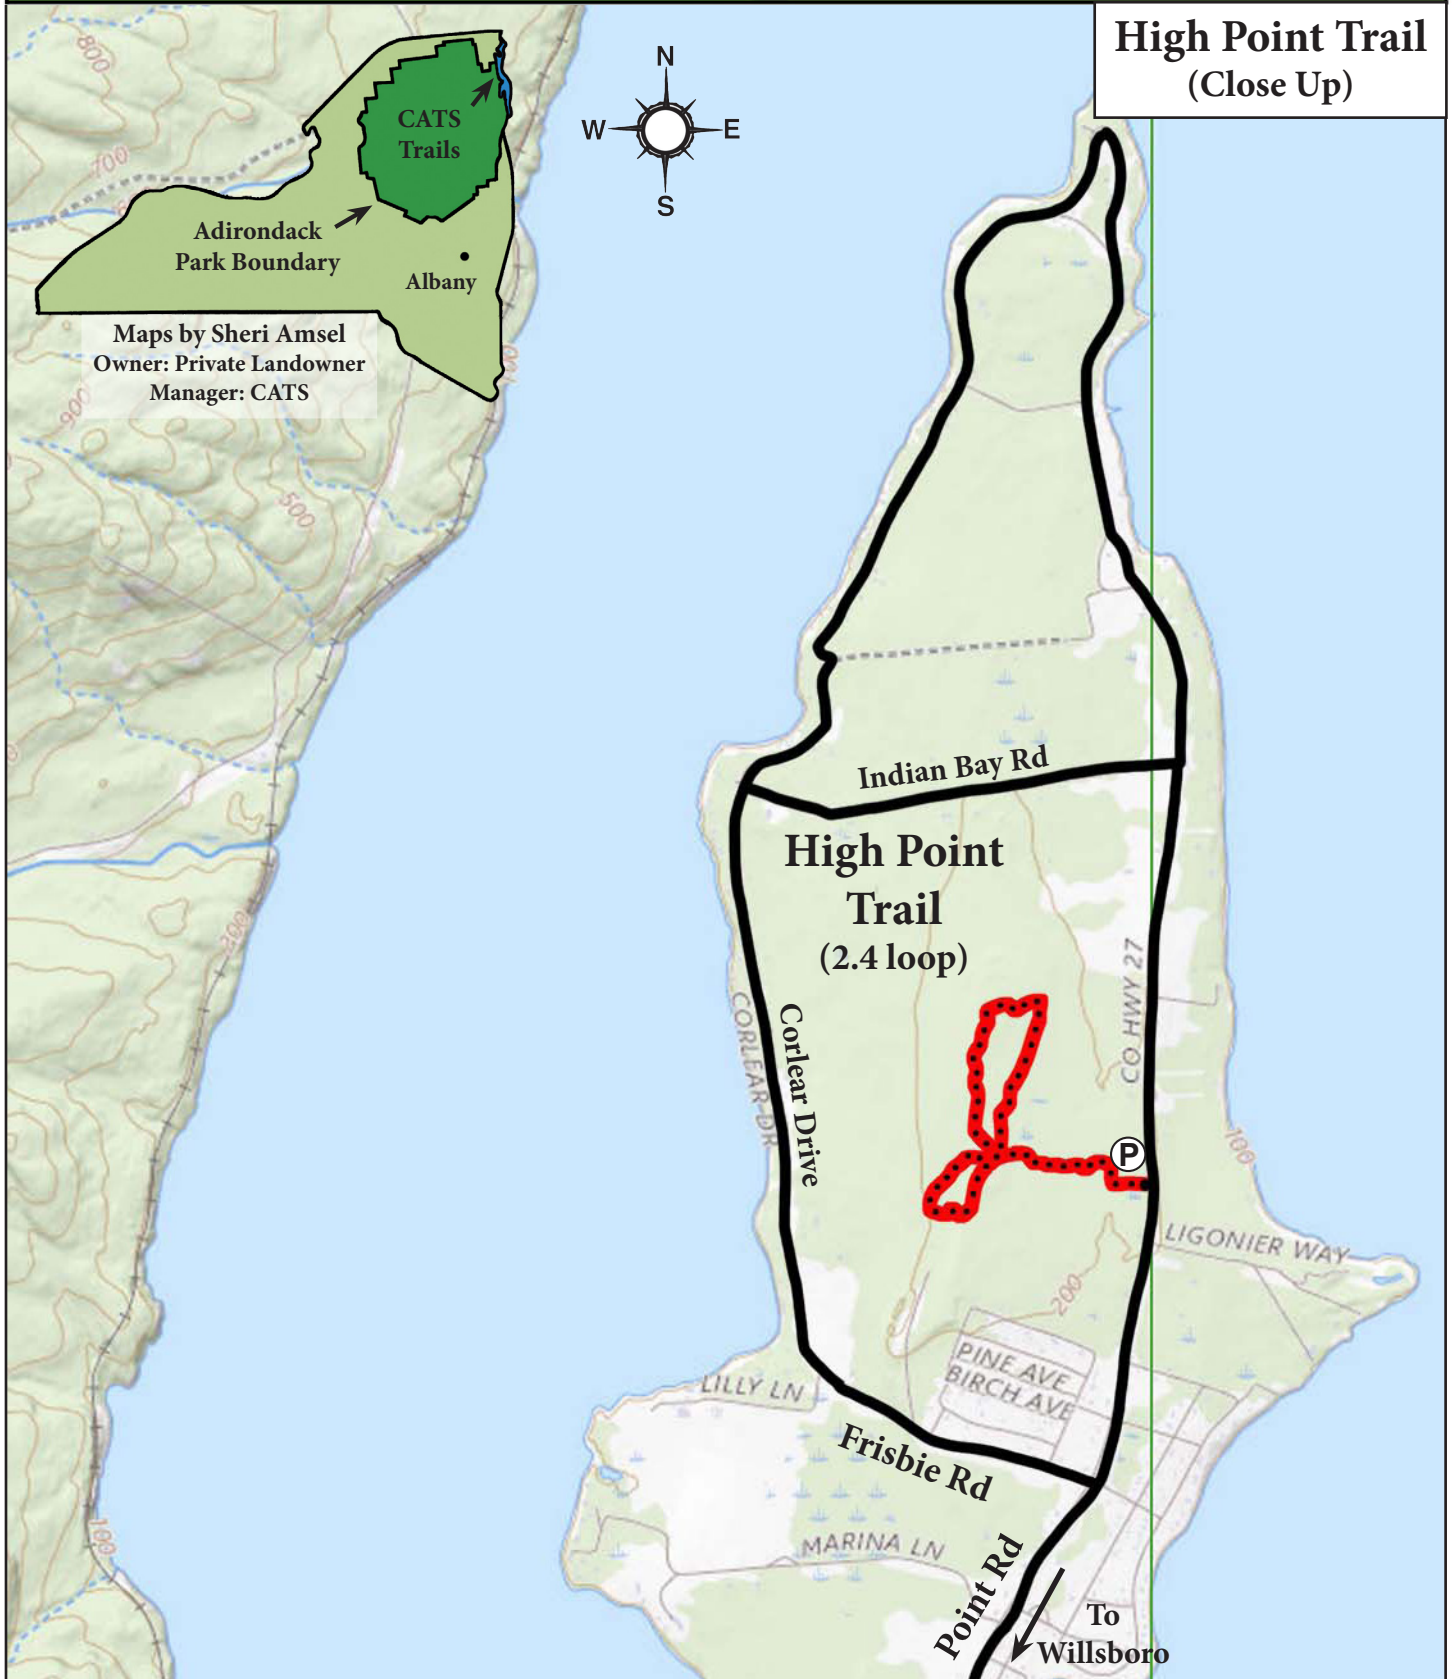 High Point Trail
(Close Up)
N
W
E
S
CATS
Trails
Adirondack
Park Boundary
Albany
Maps by Sheri Amsel
Owner: Private Landowner
Manager: CATS
800
700
900
500
200
100
Indian Bay Rd
High Point
Trail
(2.4 loop)
CO HWY 27
CORLEAR DR
Corlear Drive
P
100
LIGONIER WAY
200
PINE AVE
BIRCH AVE
LILLY LN
Frisbie Rd
MARINA LN
Point Rd
To
Willsboro
100